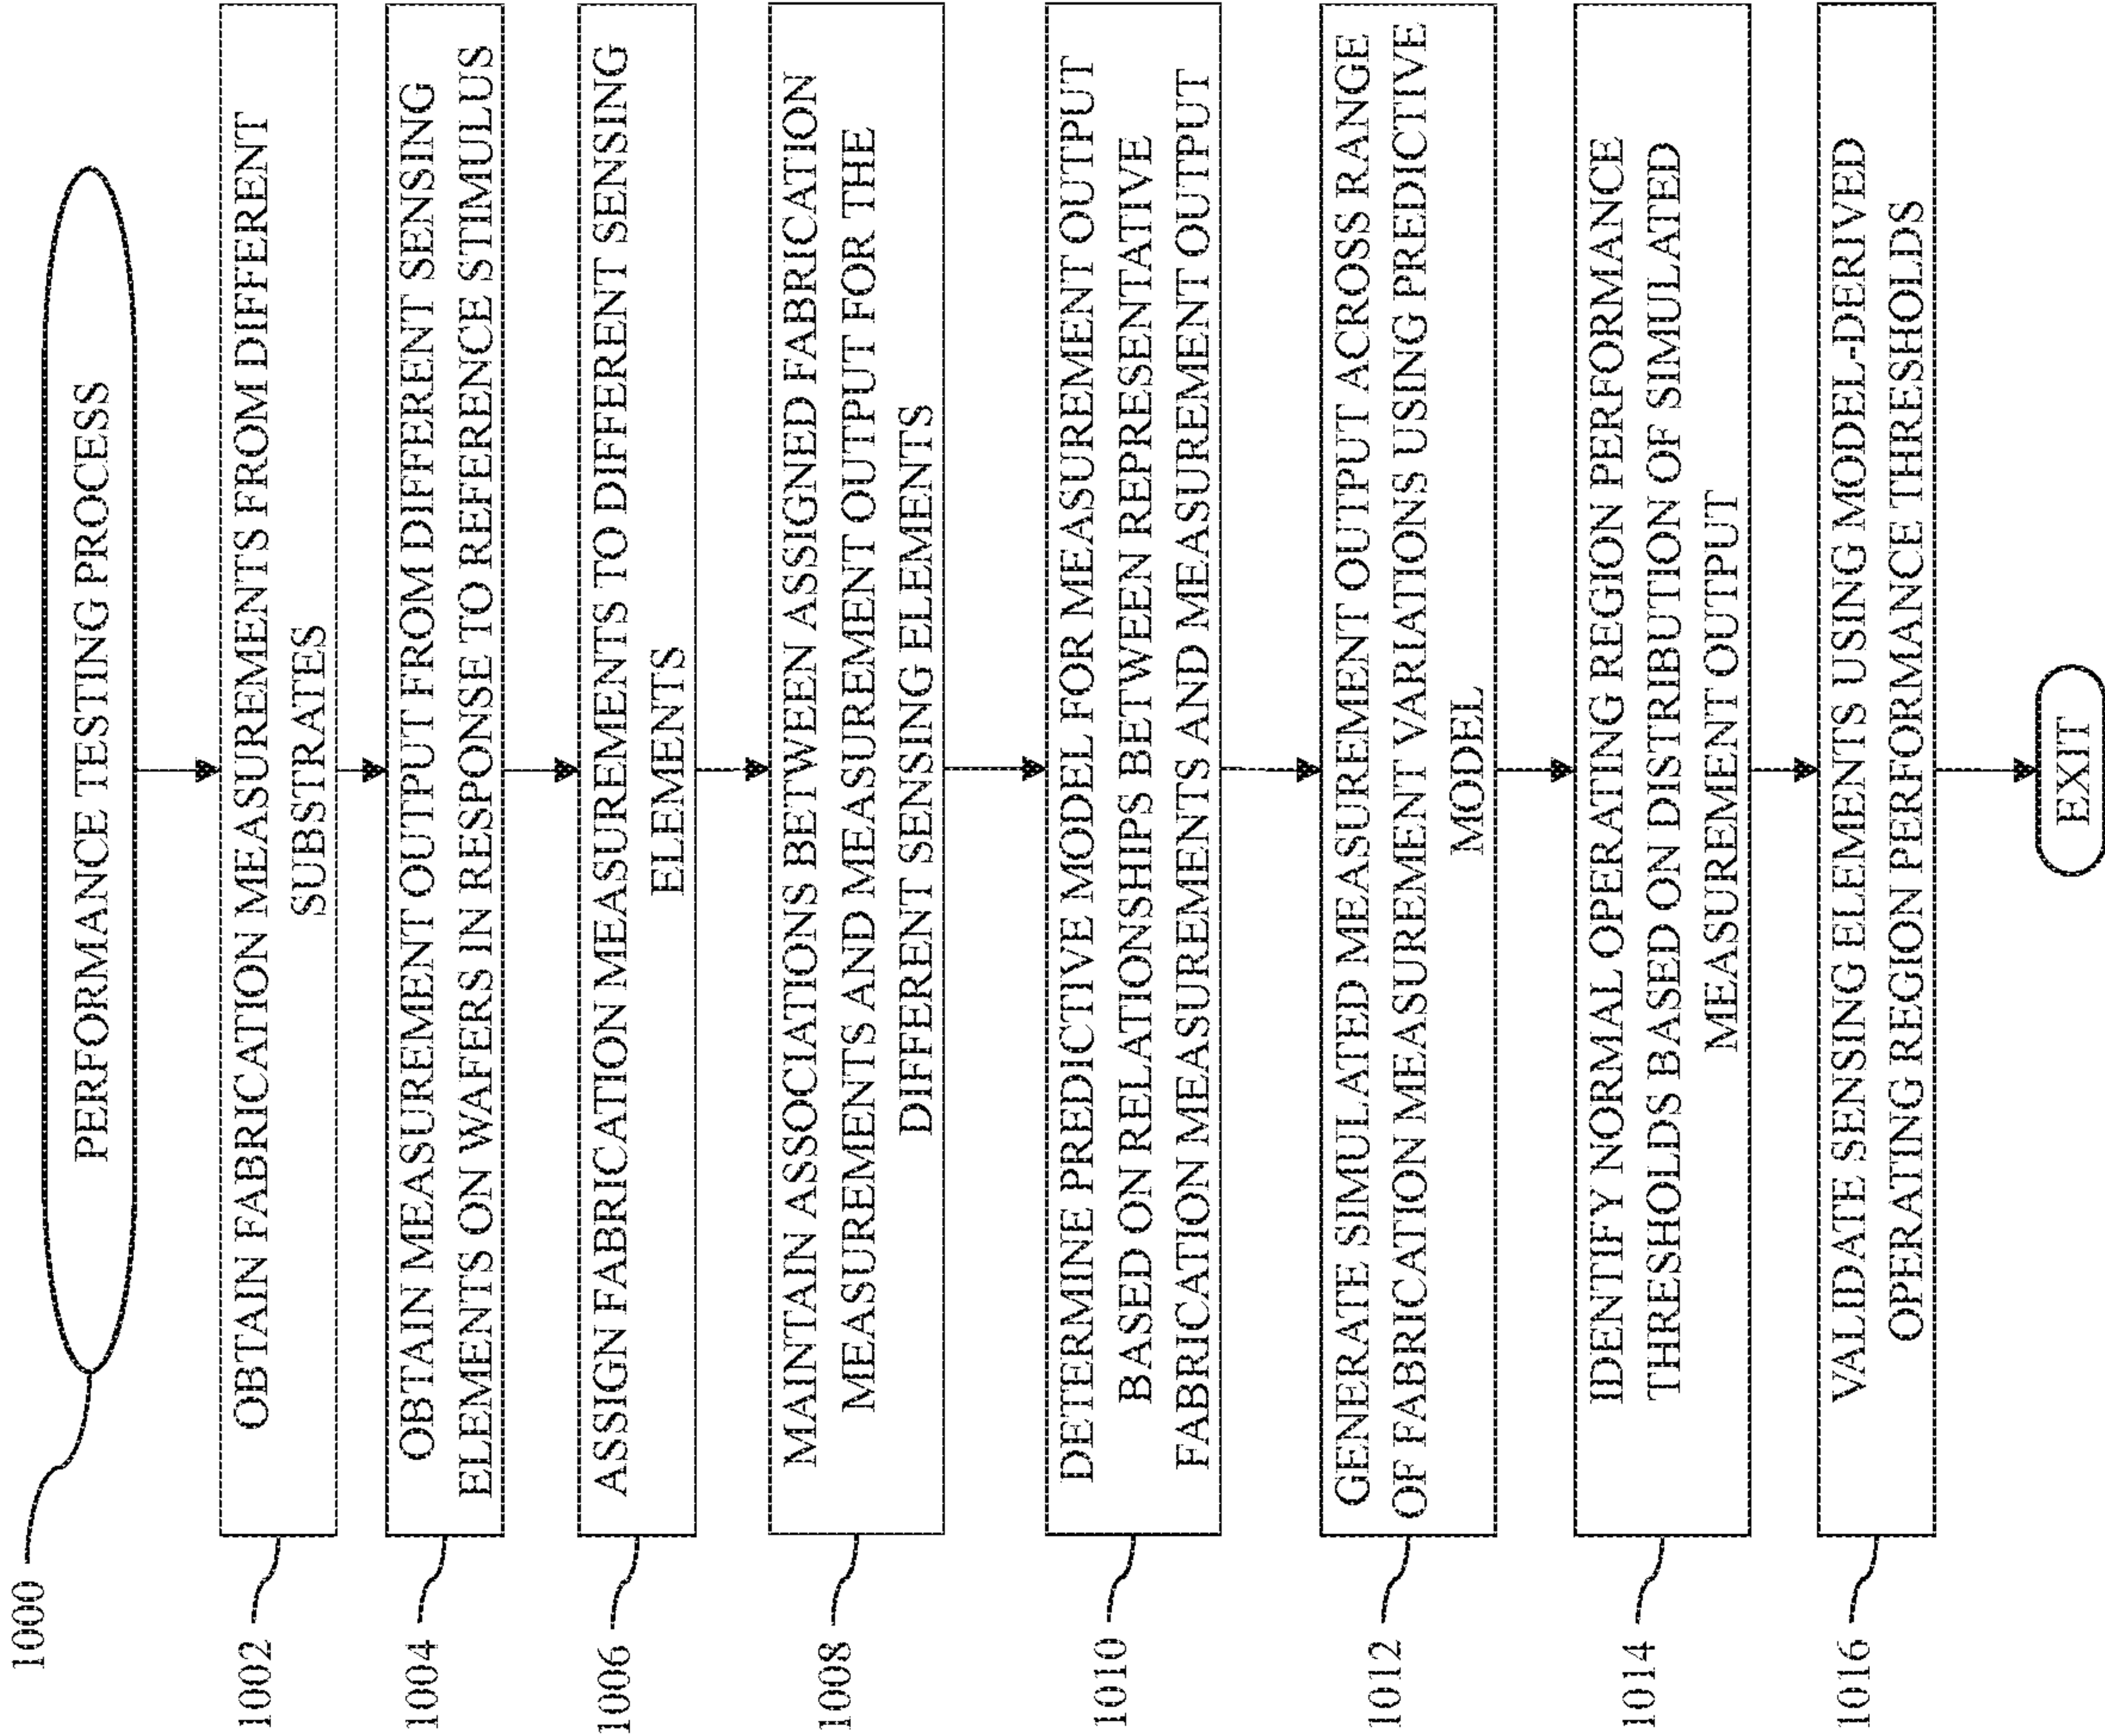 1000
PERFORMANCE TESTING PROCESS
1002
OBTAIN FABRICATION MEASUREMENTS FROM DIFFERENT
SUBSTRATES
1004
OBTAIN MEASUREMENT OUTPUT FROM DIFFERENT SENSING
ELEMENTS ON WAFERS IN RESPONSE TO REFERENCE STIMULUS
1006
ASSIGN FABRICATION MEASUREMENTS TO DIFFERENT SENSING
ELEMENTS
1008
MAINTAIN ASSOCIATIONS BETWEEN ASSIGNED FABRICATION
MEASUREMENTS AND MEASUREMENT OUTPUT FOR THE
DIFFERENT SENSING ELEMENTS
1010
DETERMINE PREDICTIVE MODEL FOR MEASUREMENT OUTPUT
BASED ON RELATIONSHIPS BETWEEN REPRESENTATIVE
FABRICATION MEASUREMENTS AND MEASUREMENT OUTPUT
1012
GENERATE SIMULATED MEASUREMENT OUTPUT ACROSS RANGE
OF FABRICATION MEASUREMENT VARIATIONS USING PREDICTIVE
MODEL
1014
IDENTIFY NORMAL OPERATING REGION PERFORMANCE
THRESHOLDS BASED ON DISTRIBUTION OF SIMULATED
MEASUREMENT OUTPUT
1016
VALIDATE SENSING ELEMENTS USING MODEL-DERIVED
OPERATING REGION PERFORMANCE THRESHOLDS
EXIT